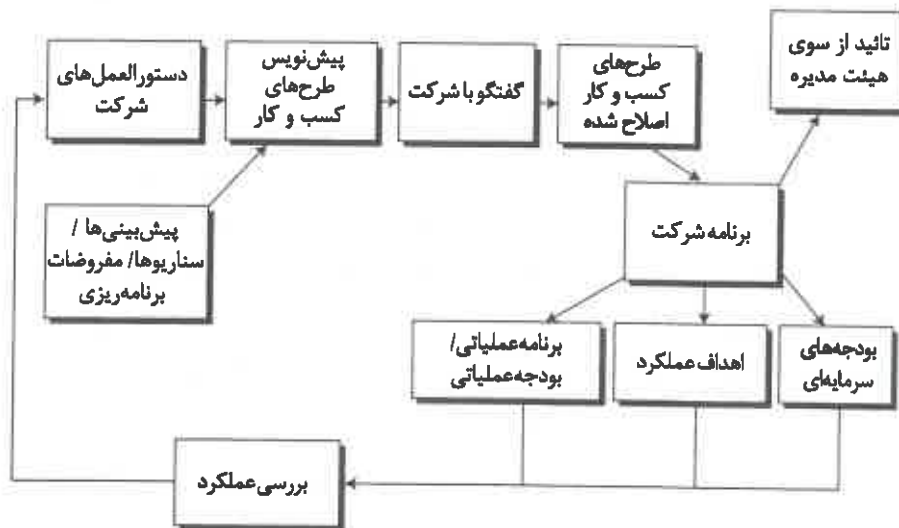 دستورالعمل‌های
شرکت
پیش‌نویس
طرح‌های
کسب و کار
گفتگو با شرکت
طرح‌های
کسب و کار
اصلاح شده
تائید از سوی
هیئت مدیره
پیش‌بینی‌ها /
سناریوها/ مفروضات
برنامه‌ریزی
برنامه شرکت
برنامه عملیاتی/
بودجه عملیاتی
اهداف عملکرد
بودجه‌های
سرمایه‌ای
بررسی عملکرد